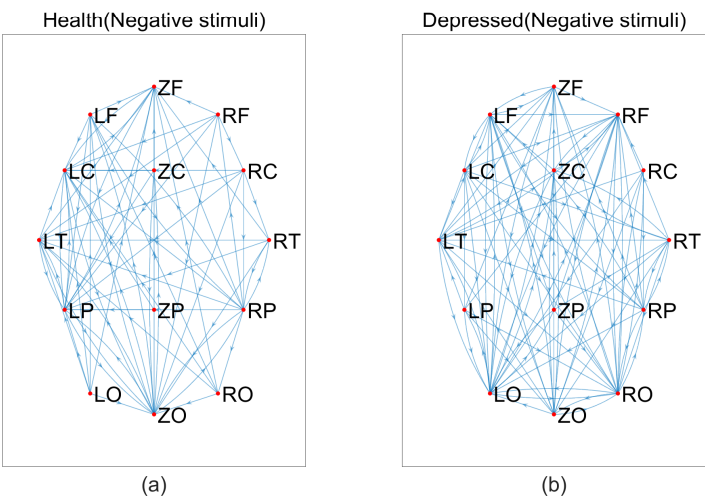 Health(Negative stimuli)
ZF
LF
RF
LC
ZC
RC
LT
RT
LP
ZP
RP
LO
RO
ZO
(a)
Depressed(Negative stimuli)
ZF
LF
RF
LC
ZC
RC
LT
RT
LP
ZP
RP
LO
RO
ZO
(b)